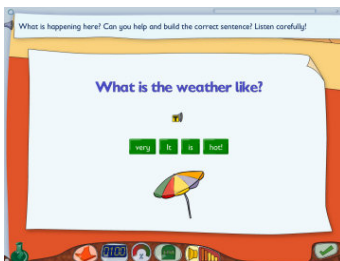 What is happening here? Can you help and build the correct sentence? Listen carefully!
What is the weather like?
very It is hot!
0100